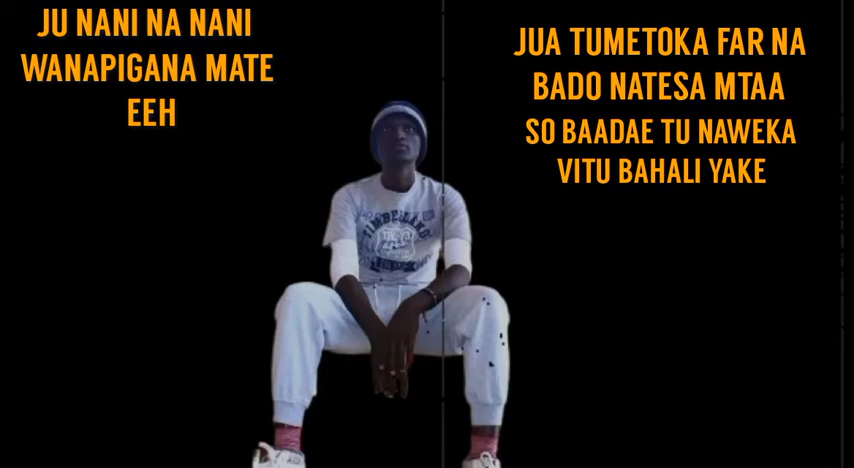 JU NANI NA NANI
WANAPIGANA MATE
EEH
JUA TUMETOKA FAR NA
BADO NATESA MTAA
SO BAADAE TU NAWEKA
VITU BAHALI YAKE
TIMBERLAND